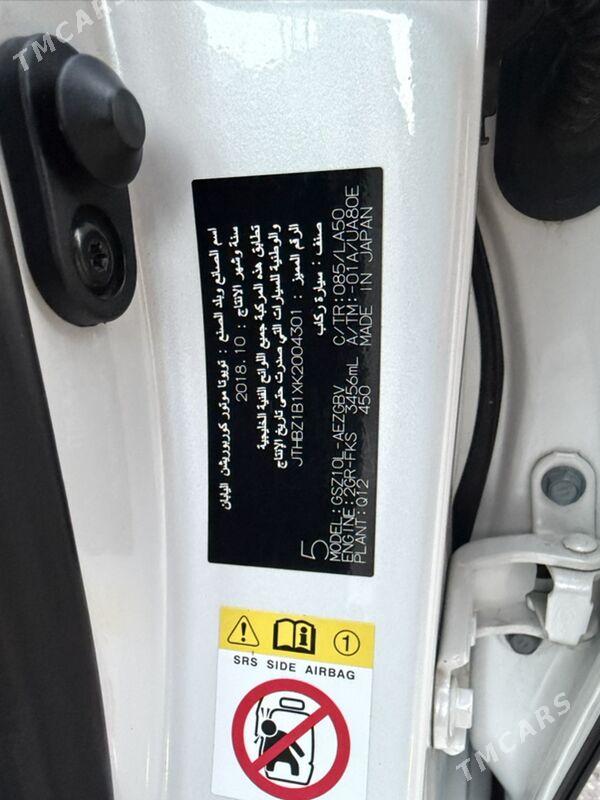 TMCARS
اسم الصانع وبلد الصنع : تويوتا موتور كوربوريشن اليابان
سنة وشهر الانتاج : 2018.10
تطابق هذه المركبة جميع اللوائح الفنية الخليجية
والوطنية للسيارات التي صدرت حتى تاريخ الإنتاج
الرقم المميز : JTHBZ1B1XK2004301
صنف : سيارة ركاب
5
MODEL:GSZ10L-AEZGBV C/TR:085/LA50
ENGINE:2GR-FKS 3456mL A/TM:-01A/UA80E
PLANT:Q12 450 MADE IN JAPAN
1
SRS SIDE AIRBAG
TMCARS